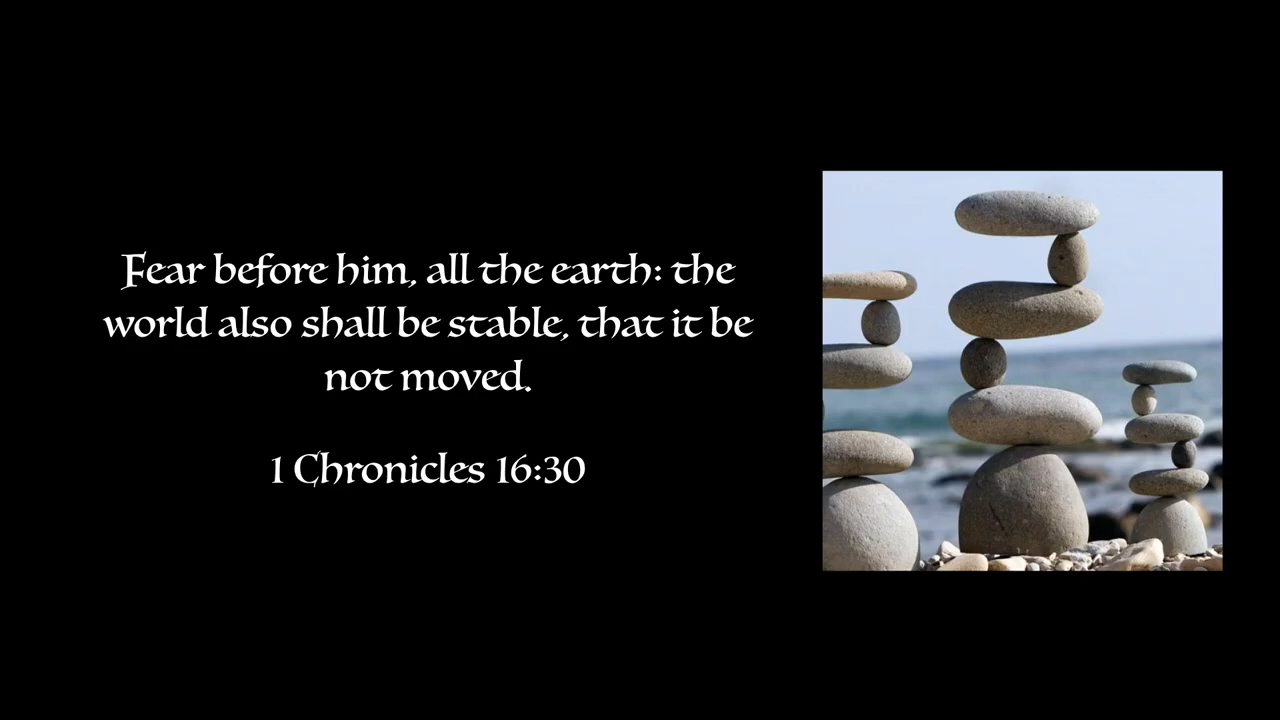 Fear before him, all the earth: the
world also shall be stable, that it be
not moved.
1 Chronicles 16:30